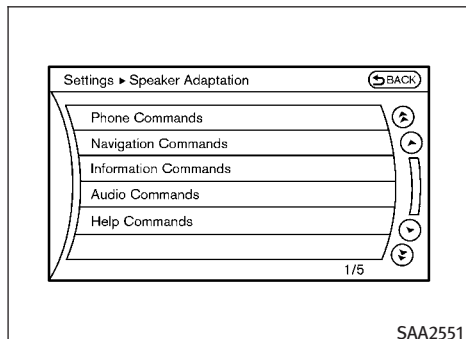 Settings ▸ Speaker Adaptation
BACK
Phone Commands
Navigation Commands
Information Commands
Audio Commands
Help Commands
1/5
SAA2551